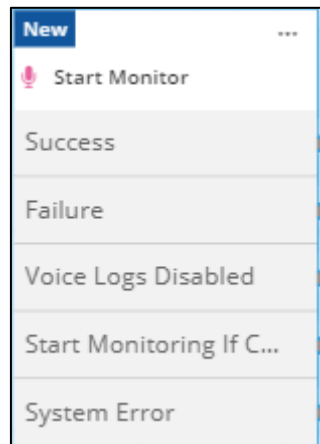 New
...
Start Monitor
Success
Failure
Voice Logs Disabled
Start Monitoring If C...
System Error